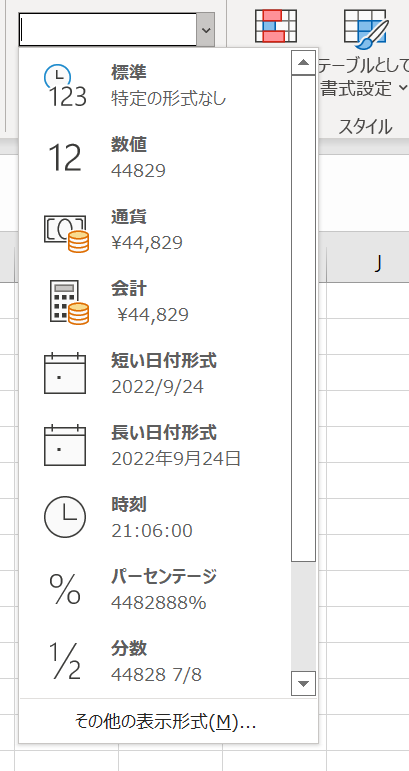 標準
123
特定の形式なし
テーブルとして
書式設定
スタイル
12
数値
44829
通貨
¥44,829
会計
¥44,829
J
短い日付形式
2022/9/24
長い日付形式
2022年9月24日
時刻
21:06:00
%
パーセンテージ
4482888%
1/2
分数
44828 7/8
その他の表示形式(M)...